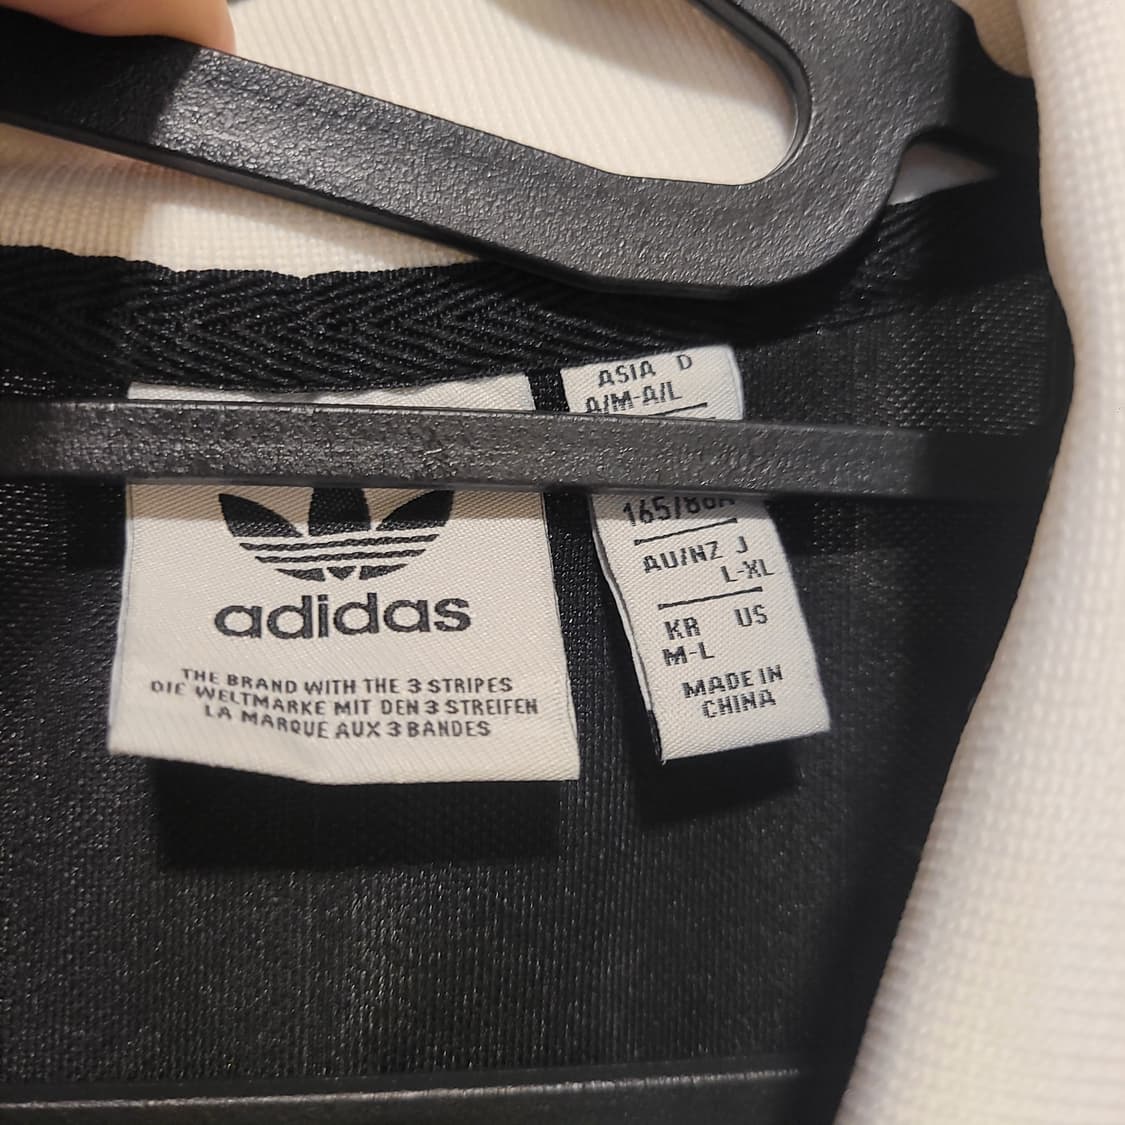 adidas
THE BRAND WITH THE 3 STRIPES
DIE WELTMARKE MIT DEN 3 STREIFEN
LA MARQUE AUX 3 BANDES
ASIA D
A/M-A/L
AU/NZ J
L-XL
KR US
M-L
MADE IN
CHINA